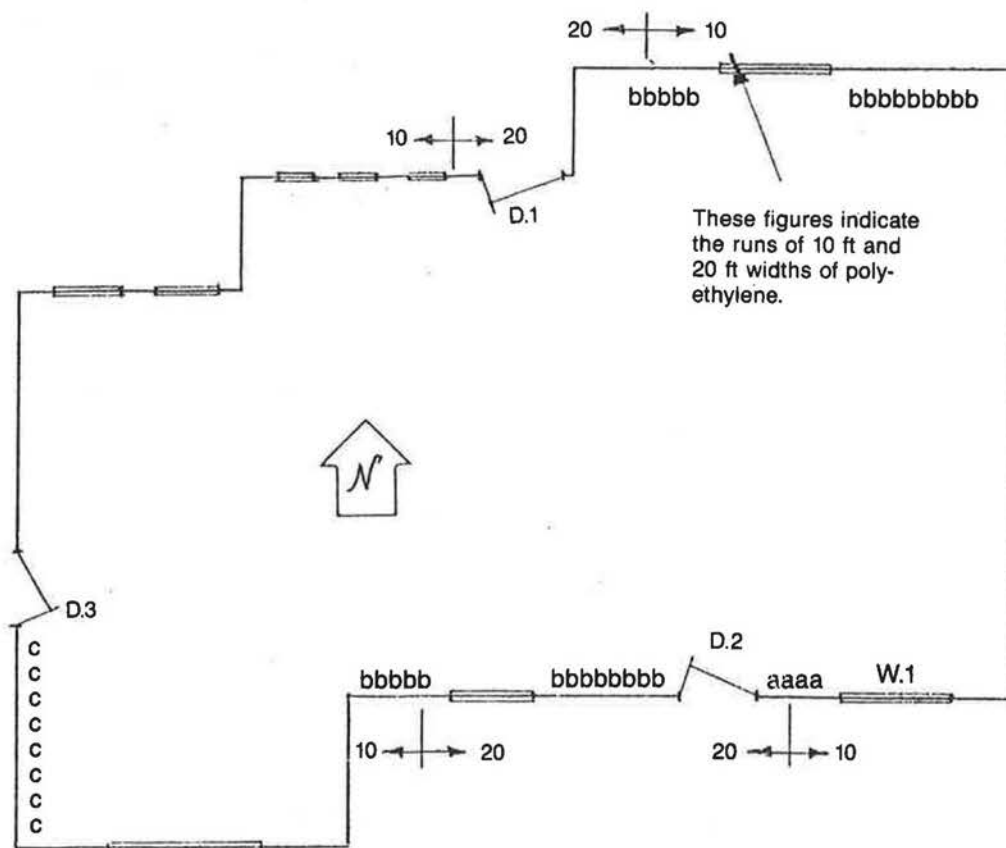 20 10
bbbbb bbbbbbbbbb
10 20
D.1
These figures indicate
the runs of 10 ft and
20 ft widths of poly-
ethylene.
N
D.3
c
c
c
c
c
c
c
c
D.2
bbbbb bbbbbbbb aaaa W.1
10 20 20 10